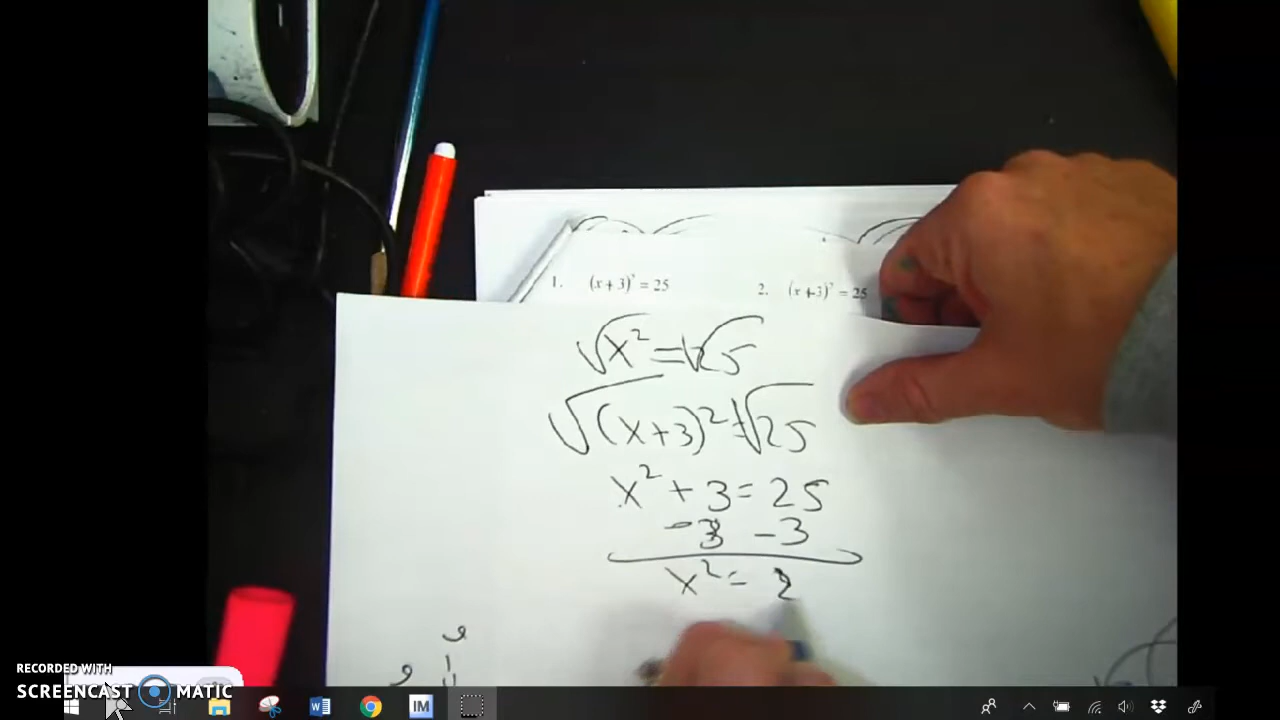 1. (x + 3)² = 25
2. (x + 3)² = 25
√x² = √25
√(x+3)² = √25
x² + 3 = 25
-3 -3
x² = 2
RECORDED WITH
SCREENCAST MATIC
IM